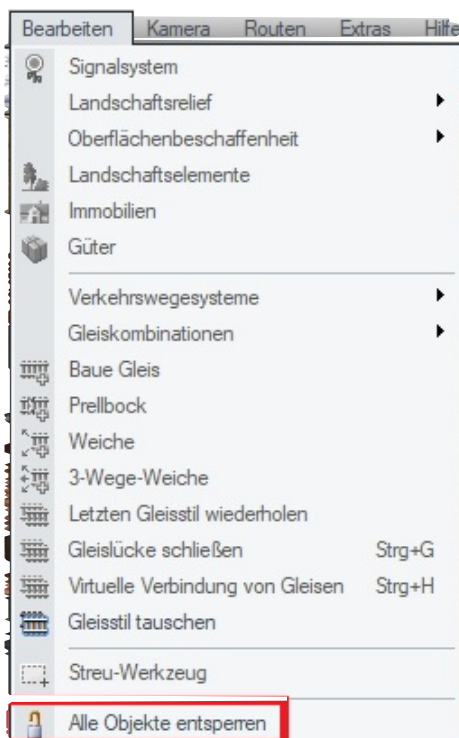 Bearbeiten Kamera Routen Extras Hilfe
Signalsystem
Landschaftsrelief
Oberflächenbeschaffenheit
Landschaftselemente
Immobilien
Güter
Verkehrswegesysteme
Gleiskombinationen
Baue Gleis
Prellbock
Weiche
3-Wege-Weiche
Letzten Gleisstil wiederholen
Gleislücke schließen Strg+G
Virtuelle Verbindung von Gleisen Strg+H
Gleisstil tauschen
Streu-Werkzeug
Alle Objekte entsperren